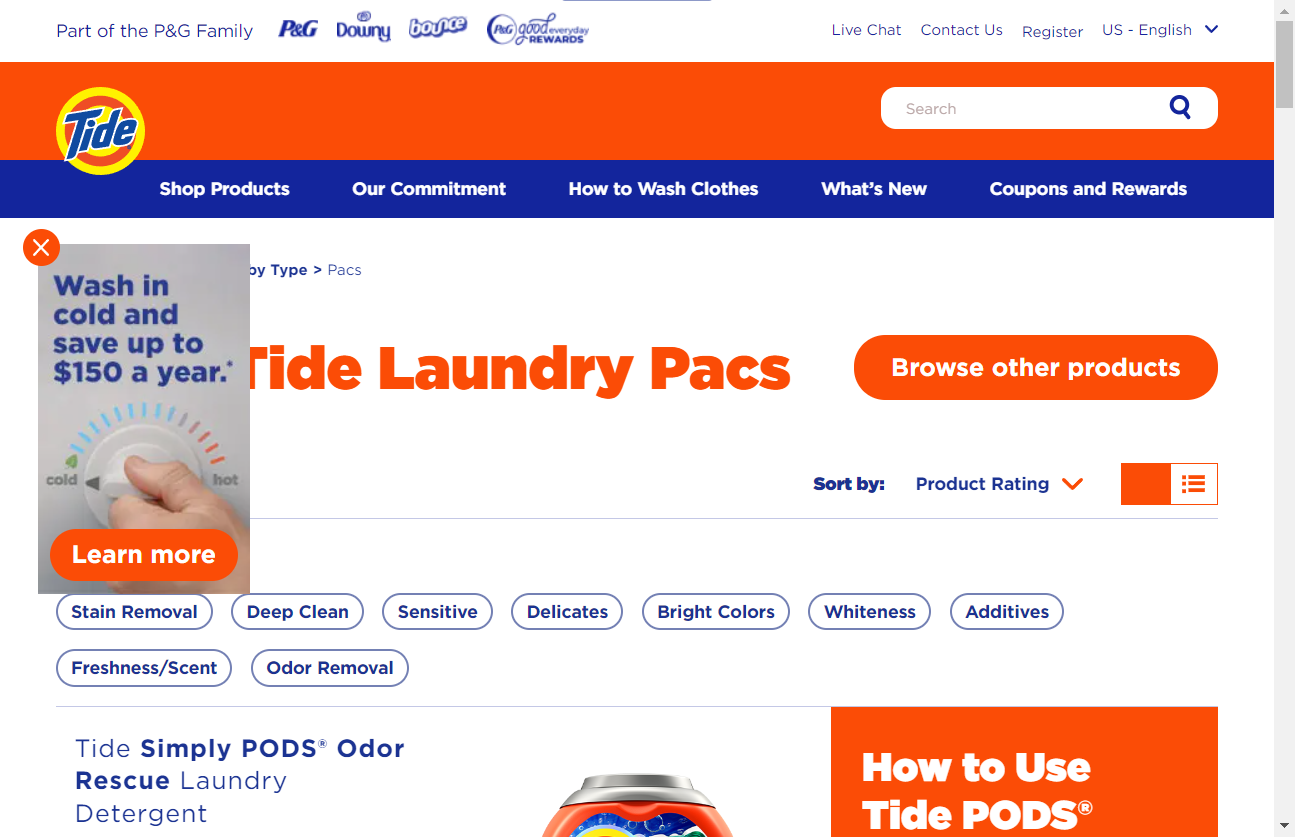 Part of the P&G Family
P&G
Downy
bounce
P&G good everyday REWARDS
Live Chat
Contact Us
Register
US - English
Tide
Search
Shop Products
Our Commitment
How to Wash Clothes
What's New
Coupons and Rewards
by Type > Pacs
Wash in
cold and
save up to
$150 a year.*
cold
hot
Learn more
Tide Laundry Pacs
Browse other products
Sort by:
Product Rating
Stain Removal
Deep Clean
Sensitive
Delicates
Bright Colors
Whiteness
Additives
Freshness/Scent
Odor Removal
Tide Simply PODS® Odor
Rescue Laundry
Detergent
How to Use
Tide PODS®